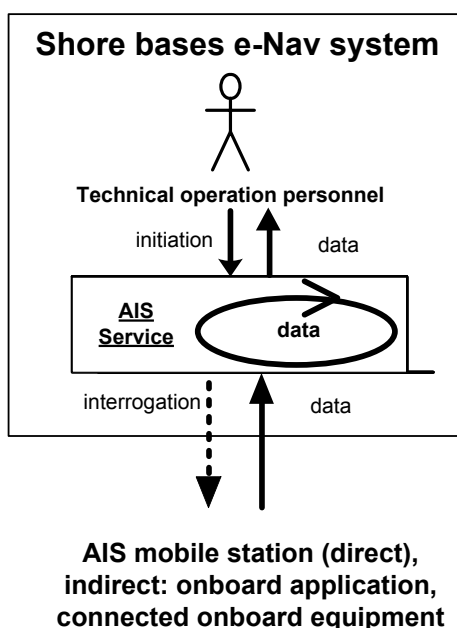 Shore bases e-Nav system
Technical operation personnel
initiation
data
AIS
Service
data
interrogation
data
AIS mobile station (direct),
indirect: onboard application,
connected onboard equipment